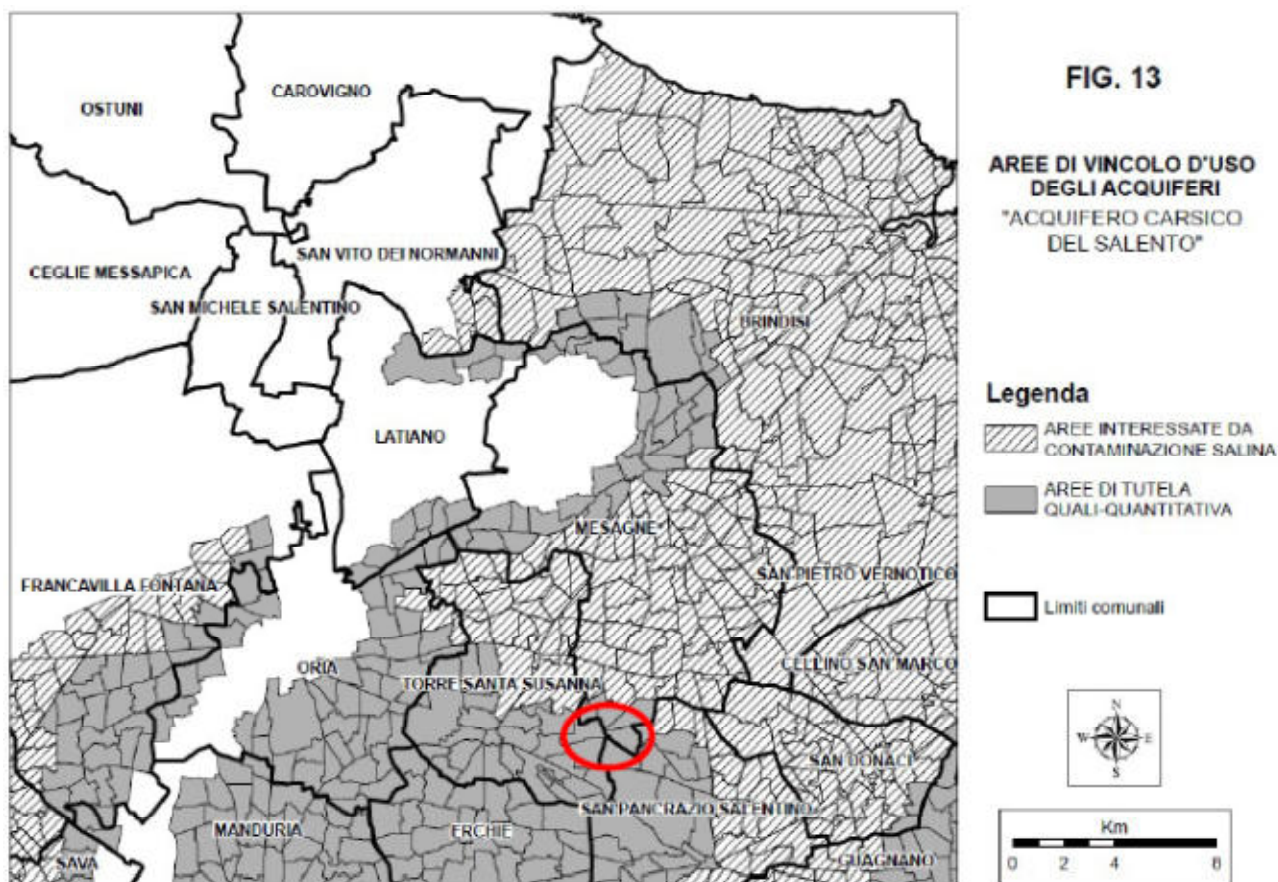 FIG. 13
AREE DI VINCOLO D'USO
DEGLI ACQUIFERI
"ACQUIFERO CARSICO
DEL SALENTO"
Legenda
AREE INTERESSATE DA
CONTAMINAZIONE SALINA
AREE DI TUTELA
QUALI-QUANTITATIVA
Limiti comunali
N
W E
S
Km
0 2 4 8
OSTUNI
CAROVIGNO
SAN VITO DEI NORMANNI
CEGLIE MESSAPICA
SAN MICHELE SALENTINO
BRINDISI
LATIANO
MESAGNE
FRANCAVILLA FONTANA
SAN PIETRO VERNOTICO
ORIA
TORRE SANTA SUSANNA
CELLINO SAN MARCO
SAN DONACI
SAN PANCRAZIO SALENTINO
MANDURIA
ERCHIE
SAVA
GUAGNANO